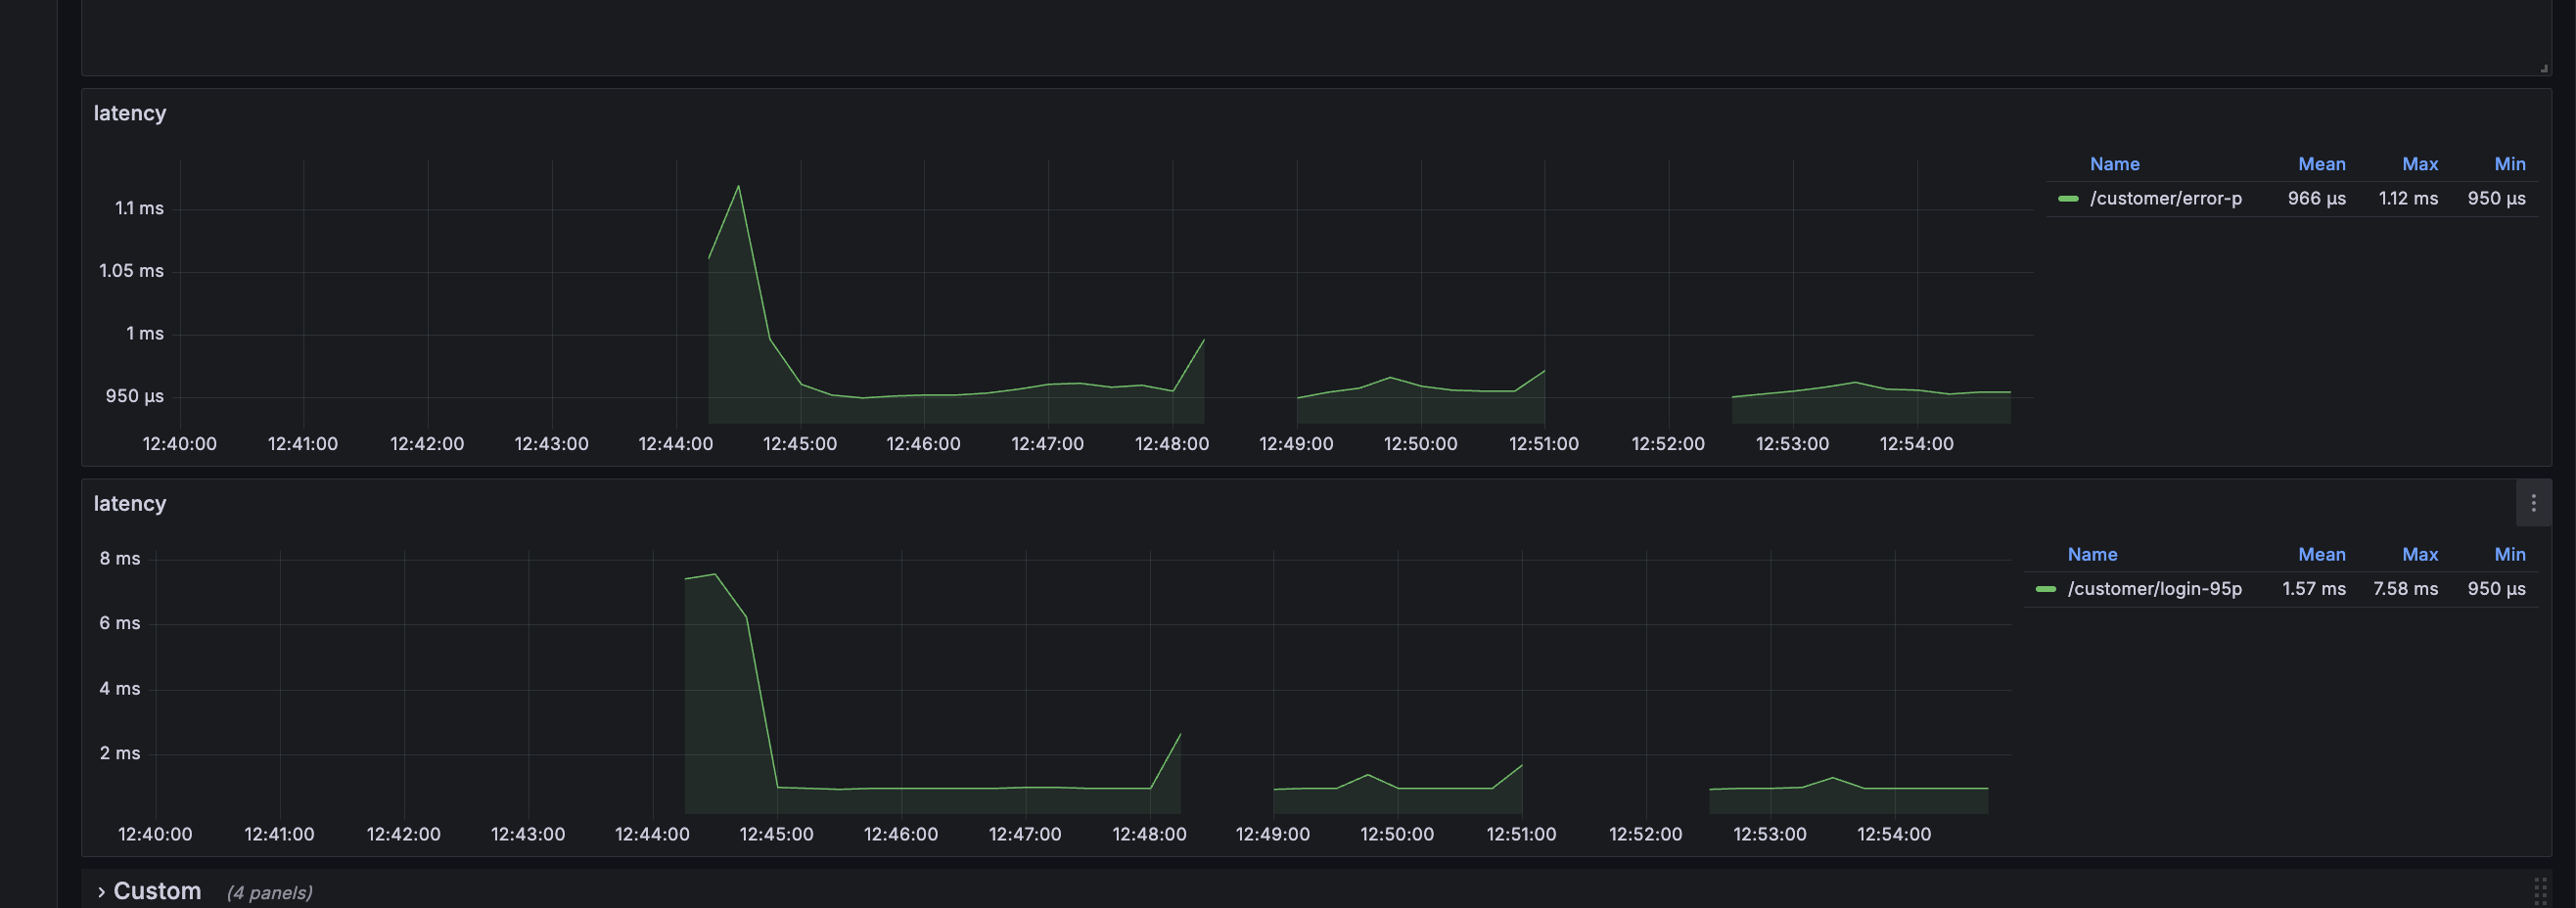 latency
Name Mean Max Min
/customer/error-p 966 µs 1.12 ms 950 µs
1.1 ms
1.05 ms
1 ms
950 µs
12:40:00 12:41:00 12:42:00 12:43:00 12:44:00 12:45:00 12:46:00 12:47:00 12:48:00 12:49:00 12:50:00 12:51:00 12:52:00 12:53:00 12:54:00
latency
Name Mean Max Min
/customer/login-95p 1.57 ms 7.58 ms 950 µs
8 ms
6 ms
4 ms
2 ms
12:40:00 12:41:00 12:42:00 12:43:00 12:44:00 12:45:00 12:46:00 12:47:00 12:48:00 12:49:00 12:50:00 12:51:00 12:52:00 12:53:00 12:54:00
Custom (4 panels)